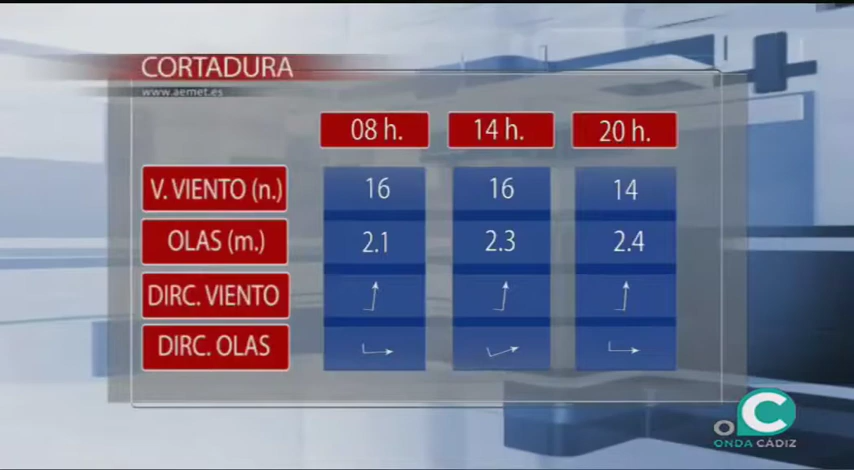 CORTADURA
www.aemet.es
08 h. 14 h. 20 h.
V. VIENTO (n.) 16 16 14
OLAS (m.) 2.1 2.3 2.4
DIRC. VIENTO
DIRC. OLAS
O C
ONDA CÁDIZ